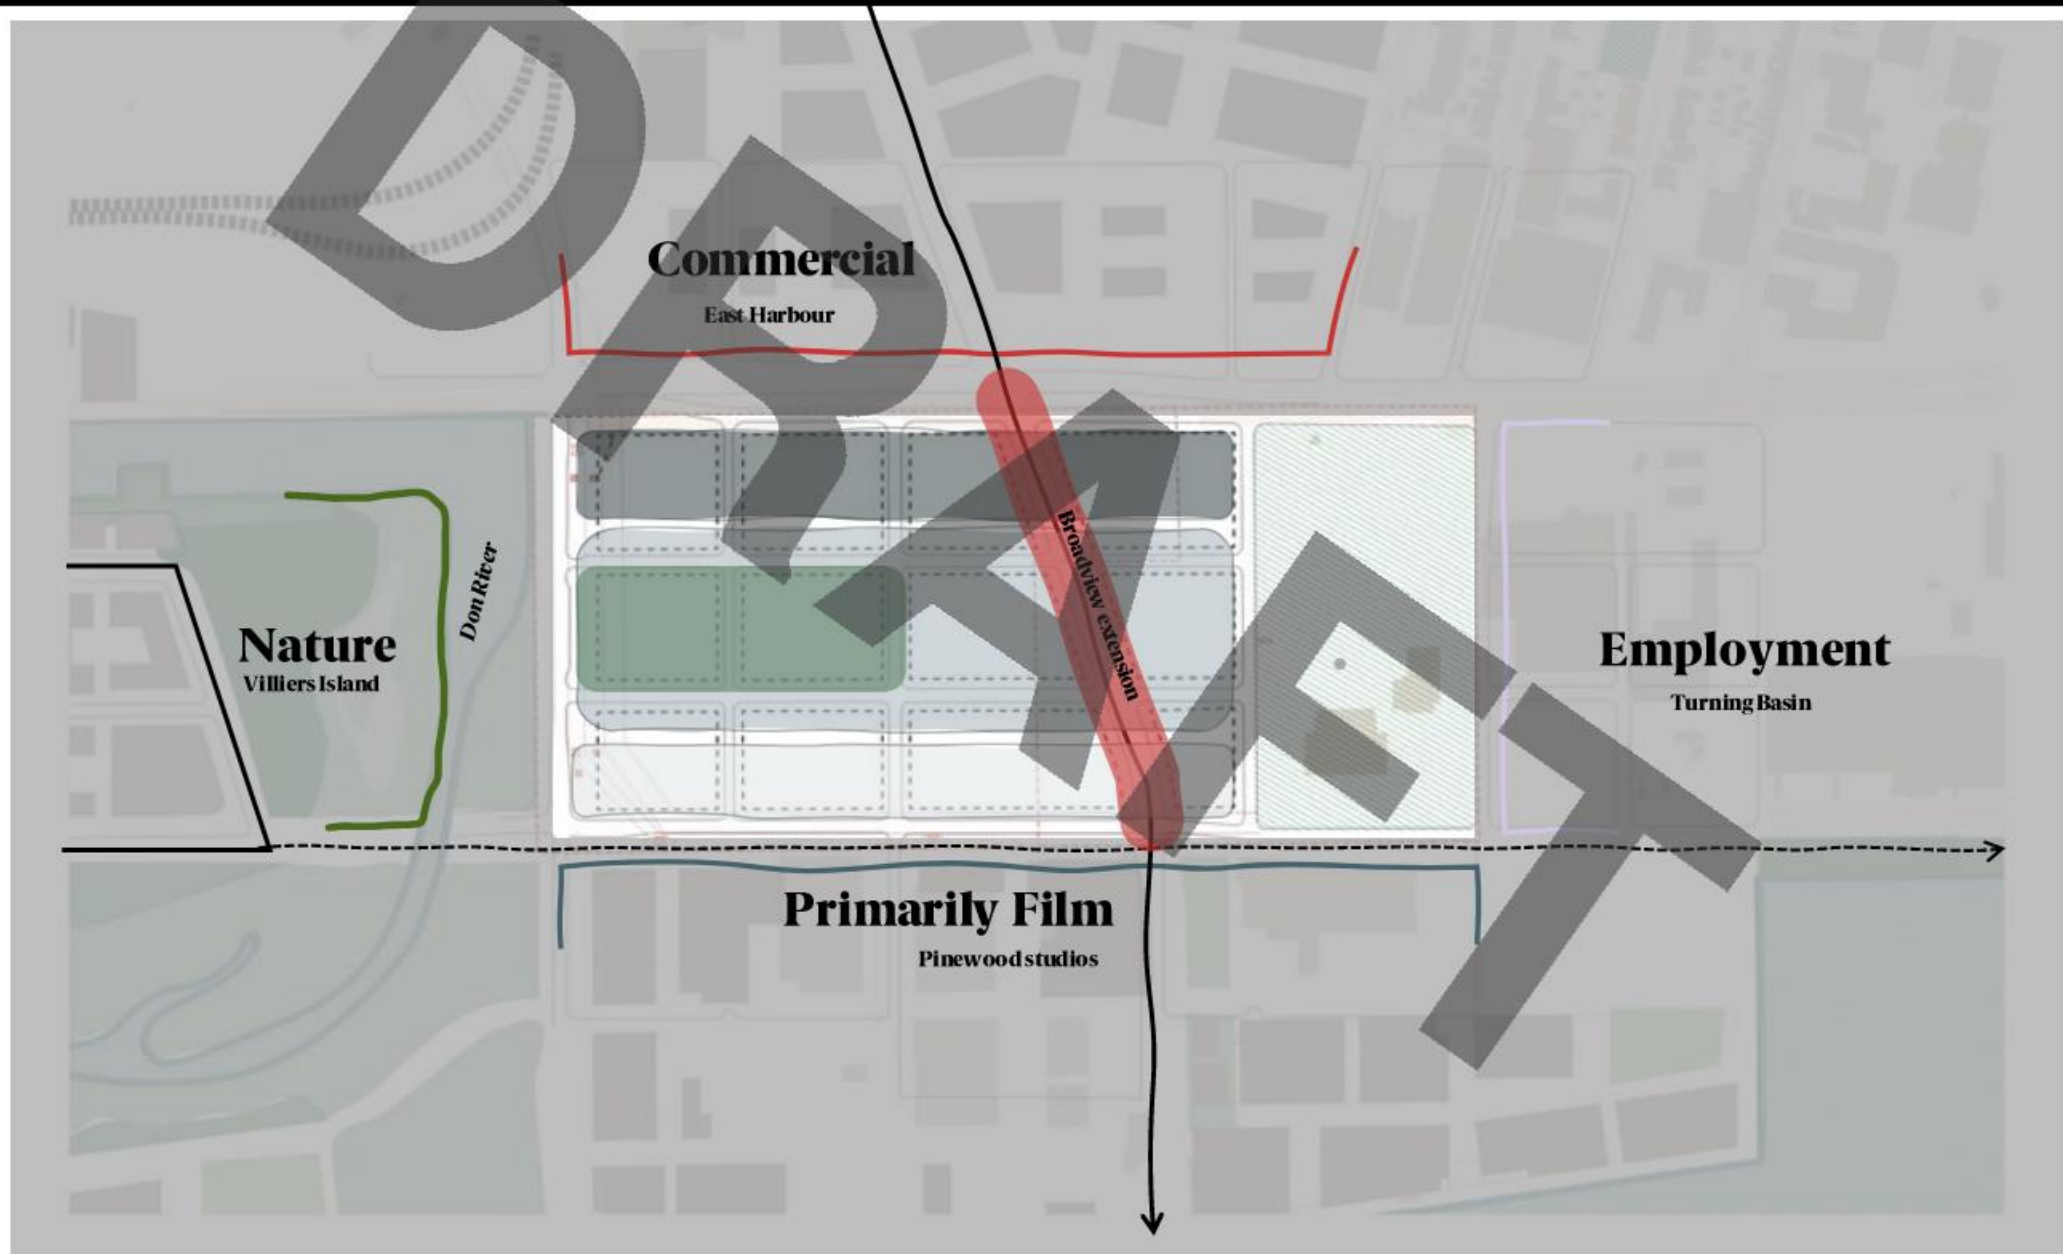 DRAFT
Commercial
East Harbour
Broadview extension
Don River
Nature
Villiers Island
Employment
Turning Basin
Primarily Film
Pinewood studios